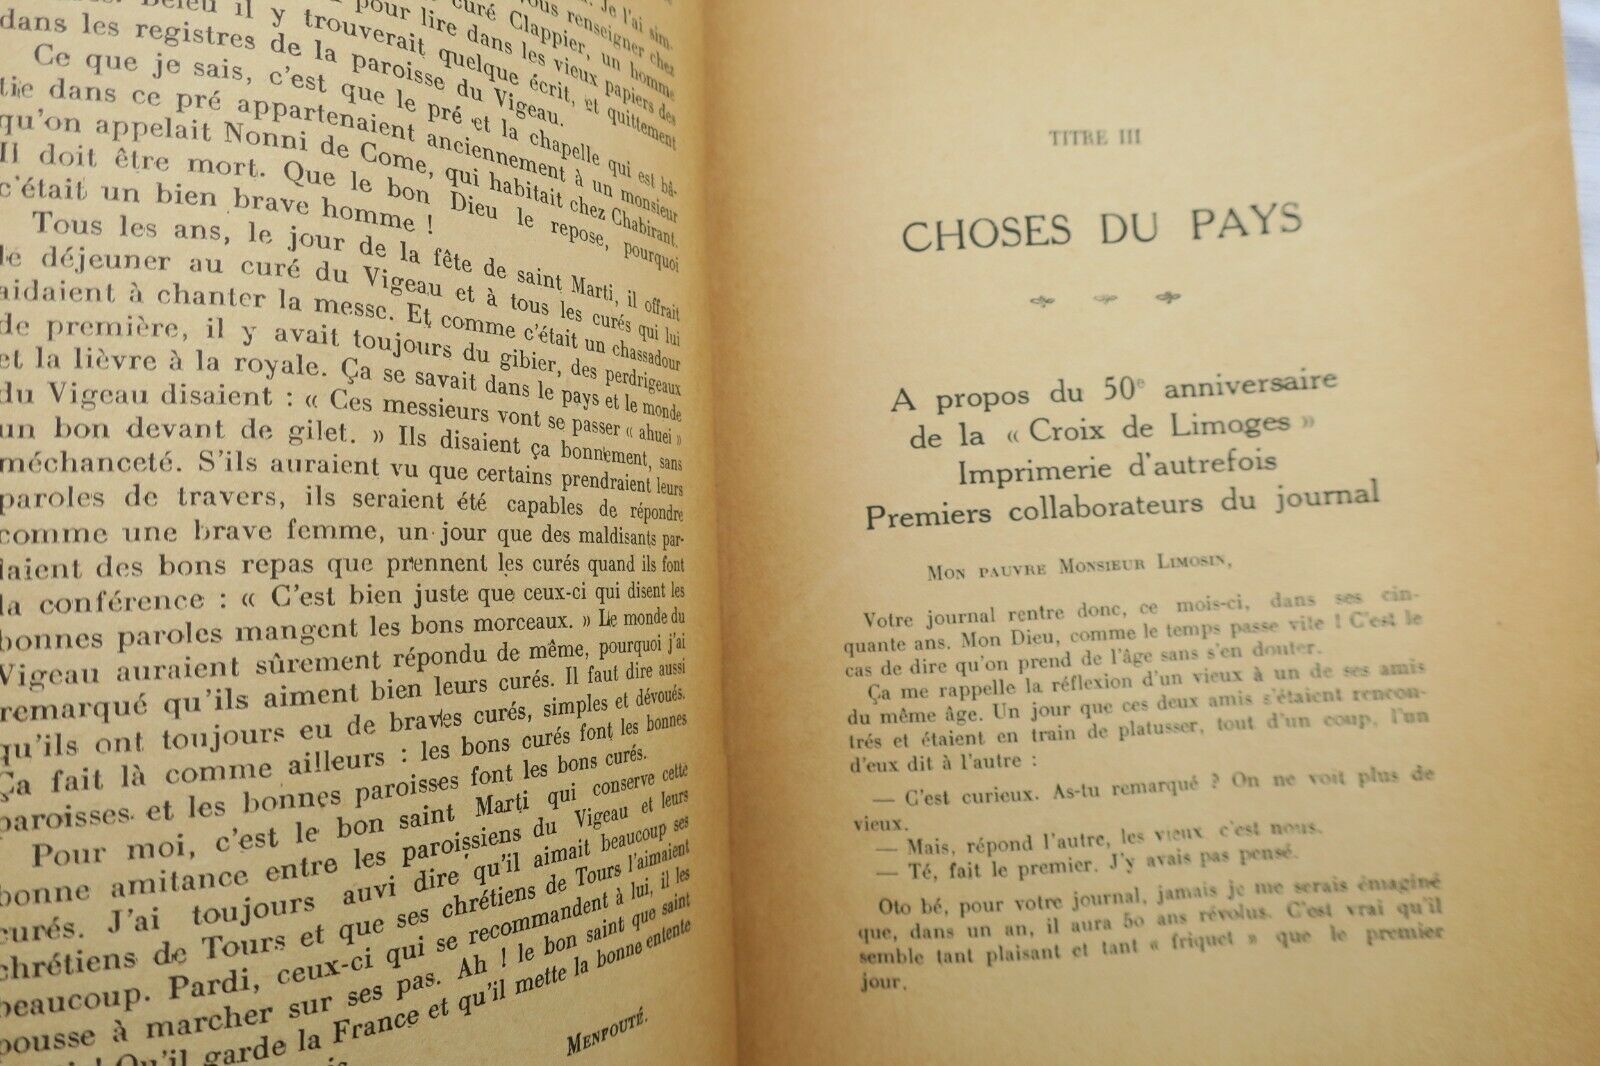 Je l'ai sim-
vous renseigner chez
curé Clappier, un homme
pour lire dans les vieux papiers des
il y trouverait quelque écrit, et quittement
dans les registres de la paroisse du Vigeau.
Ce que je sais, c'est que le pré et la chapelle qui est bâ-
tie dans ce pré appartenaient anciennement à un monsieur
qu'on appelait Nonni de Come, qui habitait chez Chabirant.
Il doit être mort. Que le bon Dieu le repose, pourquoi
c'était un bien brave homme !
Tous les ans, le jour de la fête de saint Marti, il offrait
le déjeuner au curé du Vigeau et à tous les curés qui lui
aidaient à chanter la messe. Et comme c'était un chassadour
de première, il y avait toujours du gibier, des perdrigeaux
et la lièvre à la royale. Ça se savait dans le pays et le monde
du Vigeau disaient : « Ces messieurs vont se passer « ahuei »
un bon devant de gilet. » Ils disaient ça bonnement, sans
méchanceté. S'ils auraient vu que certains prendraient leurs
paroles de travers, ils seraient été capables de répondre
comme une brave femme, un jour que des maldisants par-
laient des bons repas que prennent les curés quand ils font
la conférence : « C'est bien juste que ceux-ci qui disent les
bonnes paroles mangent les bons morceaux. » Le monde du
Vigeau auraient sûrement répondu de même, pourquoi j'ai
remarqué qu'ils aiment bien leurs curés. Il faut dire aussi
qu'ils ont toujours eu de braves curés, simples et dévoués.
Ça fait là comme ailleurs : les bons curés font les bonnes
paroisses et les bonnes paroisses font les bons curés.
Pour moi, c'est le bon saint Marti qui conserve cette
bonne amitance entre les paroissiens du Vigeau et leurs
curés. J'ai toujours auvi dire qu'il aimait beaucoup ses
chrétiens de Tours et que ses chrétiens de Tours l'aimaient
beaucoup. Pardi, ceux-ci qui se recommandent à lui, il les
pousse à marcher sur ses pas. Ah ! le bon saint que saint
! Qu'il garde la France et qu'il mette la bonne entente
MENFOUTÉ.
TITRE III
CHOSES DU PAYS
A propos du 50e anniversaire
de la « Croix de Limoges »
Imprimerie d'autrefois
Premiers collaborateurs du journal
MON PAUVRE MONSIEUR LIMOSIN,
Votre journal rentre donc, ce mois-ci, dans ses cin-
quante ans. Mon Dieu, comme le temps passe vite ! C'est le
cas de dire qu'on prend de l'âge sans s'en douter.
Ça me rappelle la réflexion d'un vieux à un de ses amis
du même âge. Un jour que ces deux amis s'étaient rencon-
trés et étaient en train de platusser, tout d'un coup, l'un
d'eux dit à l'autre :
— C'est curieux. As-tu remarqué ? On ne voit plus de
vieux.
— Mais, répond l'autre, les vieux c'est nous.
— Té, fait le premier. J'y avais pas pensé.
Oto bé, pour votre journal, jamais je me serais émaginé
que, dans un an, il aura 50 ans révolus. C'est vrai qu'il
semble tant plaisant et tant « friquet » que le premier
jour.